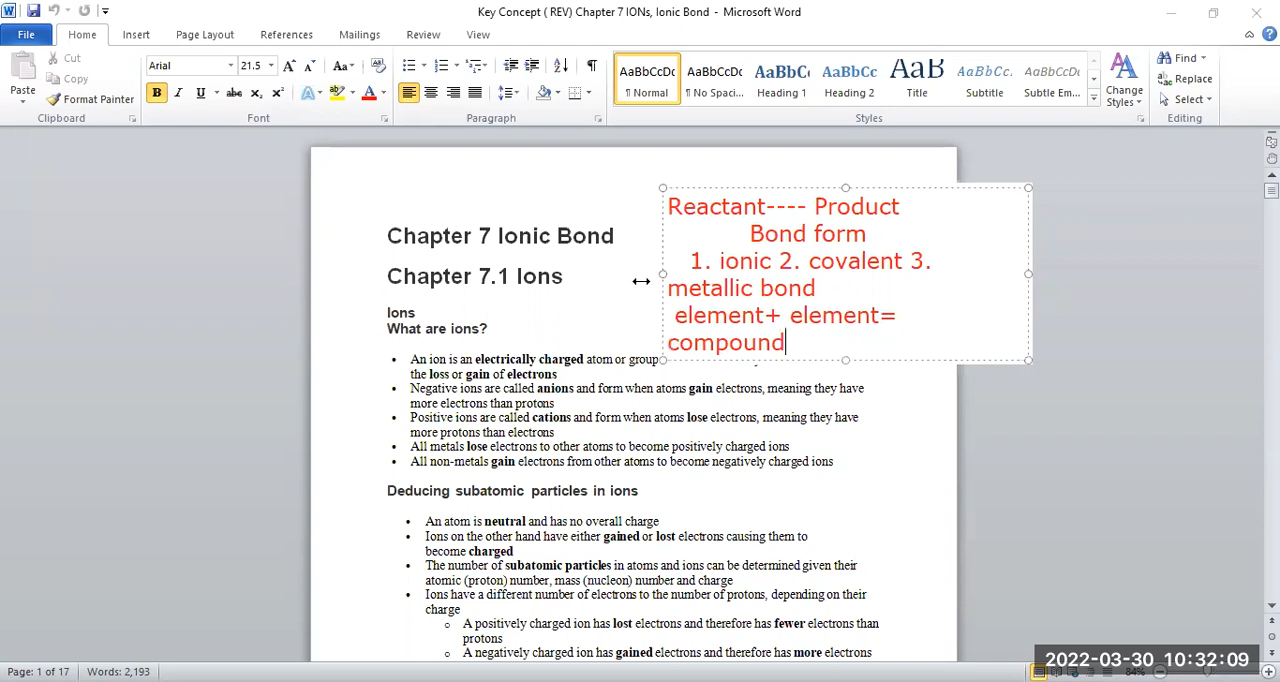 Key Concept ( REV) Chapter 7 IONs, Ionic Bond - Microsoft Word
File Home Insert Page Layout References Mailings Review View
Paste
Cut
Copy
Format Painter
Clipboard
Arial 21.5
Font
Paragraph
AaBbCcDc AaBbCcDc AaBbC AaBbCc AaB AaBbCc. AaBbCcDc.
¶ Normal ¶ No Spaci... Heading 1 Heading 2 Title Subtitle Subtle Em...
Change Styles
Styles
Find
Replace
Select
Editing
Reactant---- Product
Bond form
1. ionic 2. covalent 3.
metallic bond
element+ element=
compound
Chapter 7 Ionic Bond
Chapter 7.1 Ions
Ions
What are ions?
• An ion is an electrically charged atom or group
the loss or gain of electrons
• Negative ions are called anions and form when atoms gain electrons, meaning they have
more electrons than protons
• Positive ions are called cations and form when atoms lose electrons, meaning they have
more protons than electrons
• All metals lose electrons to other atoms to become positively charged ions
• All non-metals gain electrons from other atoms to become negatively charged ions
Deducing subatomic particles in ions
• An atom is neutral and has no overall charge
• Ions on the other hand have either gained or lost electrons causing them to
become charged
• The number of subatomic particles in atoms and ions can be determined given their
atomic (proton) number, mass (nucleon) number and charge
• Ions have a different number of electrons to the number of protons, depending on their
charge
o A positively charged ion has lost electrons and therefore has fewer electrons than
protons
o A negatively charged ion has gained electrons and therefore has more electrons
Page: 1 of 17 Words: 2,193
84%
2022-03-30 10:32:09